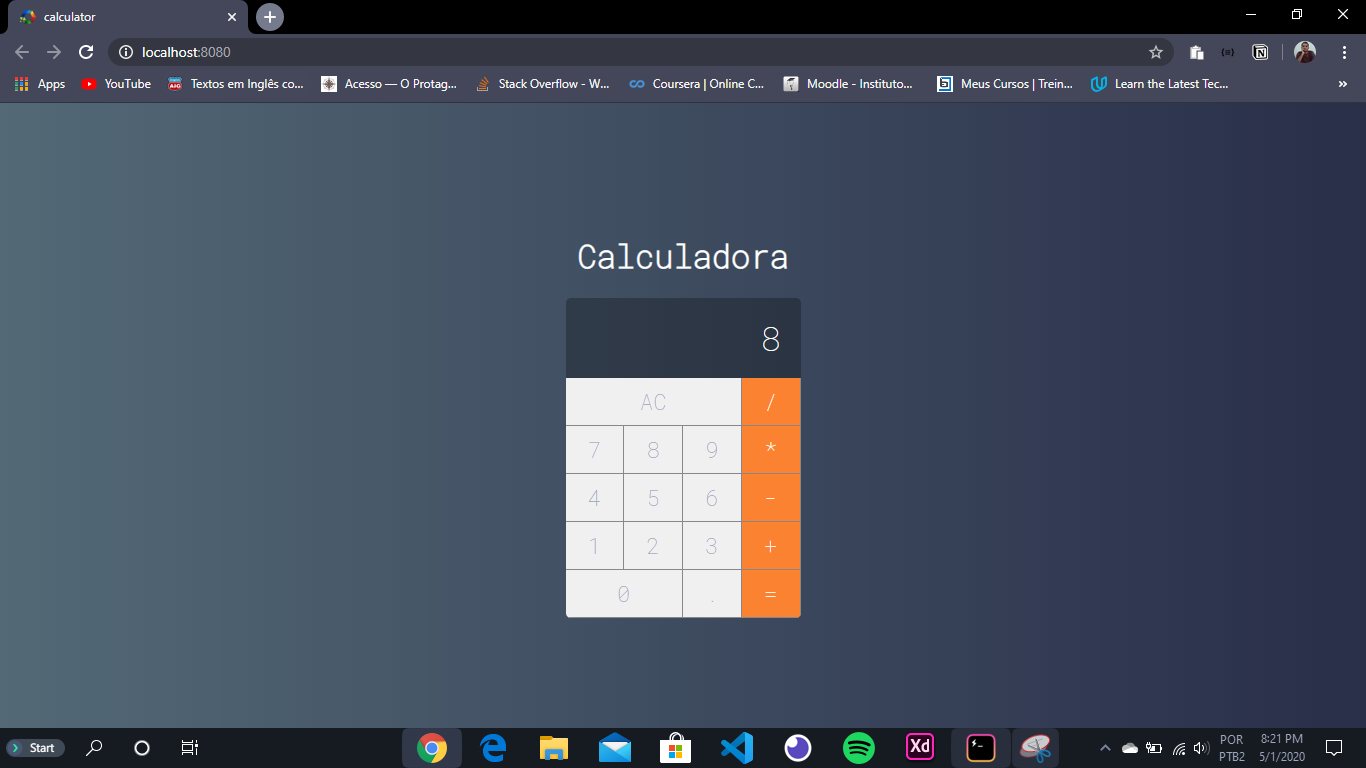 calculator
localhost:8080
Apps
YouTube
Textos em Inglês co...
Acesso — O Protag...
Stack Overflow - W...
Coursera | Online C...
Moodle - Instituto...
Meus Cursos | Trein...
Learn the Latest Tec...
»
Calculadora
8
AC /
7 8 9 *
4 5 6 -
1 2 3 +
0 . =
Start
Xd
POR
PTB2
8:21 PM
5/1/2020